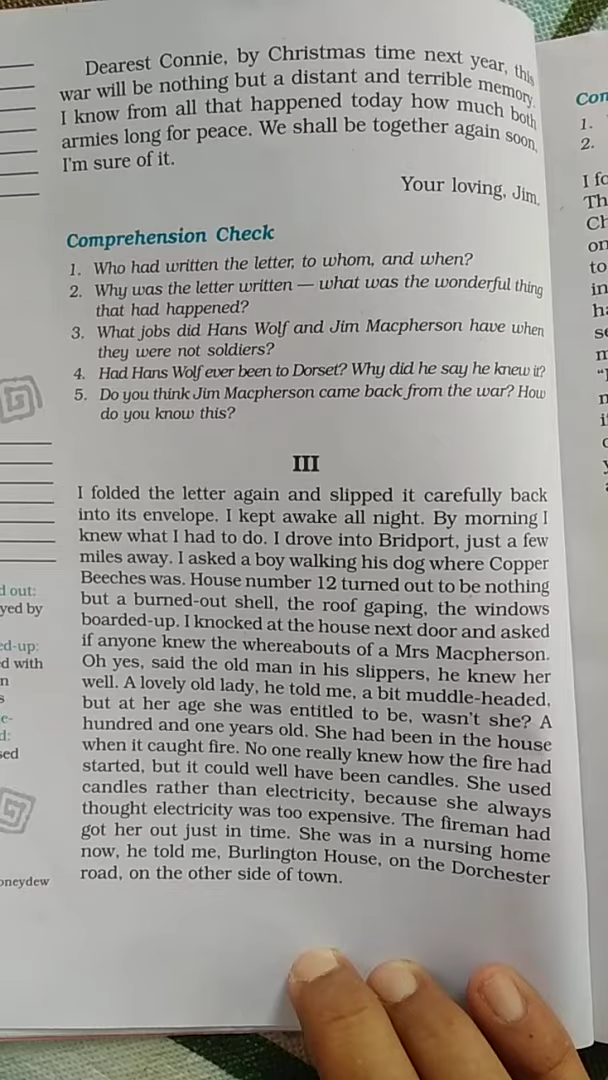 Dearest Connie, by Christmas time next year, this
war will be nothing but a distant and terrible memory.
I know from all that happened today how much both
armies long for peace. We shall be together again soon,
I'm sure of it.
Your loving, Jim.
Comprehension Check
1. Who had written the letter, to whom, and when?
2. Why was the letter written — what was the wonderful thing
that had happened?
3. What jobs did Hans Wolf and Jim Macpherson have when
they were not soldiers?
4. Had Hans Wolf ever been to Dorset? Why did he say he knew it?
5. Do you think Jim Macpherson came back from the war? How
do you know this?
III
I folded the letter again and slipped it carefully back
into its envelope. I kept awake all night. By morning I
knew what I had to do. I drove into Bridport, just a few
miles away. I asked a boy walking his dog where Copper
Beeches was. House number 12 turned out to be nothing
but a burned-out shell, the roof gaping, the windows
boarded-up. I knocked at the house next door and asked
if anyone knew the whereabouts of a Mrs Macpherson.
Oh yes, said the old man in his slippers, he knew her
well. A lovely old lady, he told me, a bit muddle-headed,
but at her age she was entitled to be, wasn't she? A
hundred and one years old. She had been in the house
when it caught fire. No one really knew how the fire had
started, but it could well have been candles. She used
candles rather than electricity, because she always
thought electricity was too expensive. The fireman had
got her out just in time. She was in a nursing home
now, he told me, Burlington House, on the Dorchester
road, on the other side of town.
d out:
yed by
ed-up:
d with
n
s
e-
d:
sed
oneydew
1.
2.
I fo
Th
Ch
on
to
in